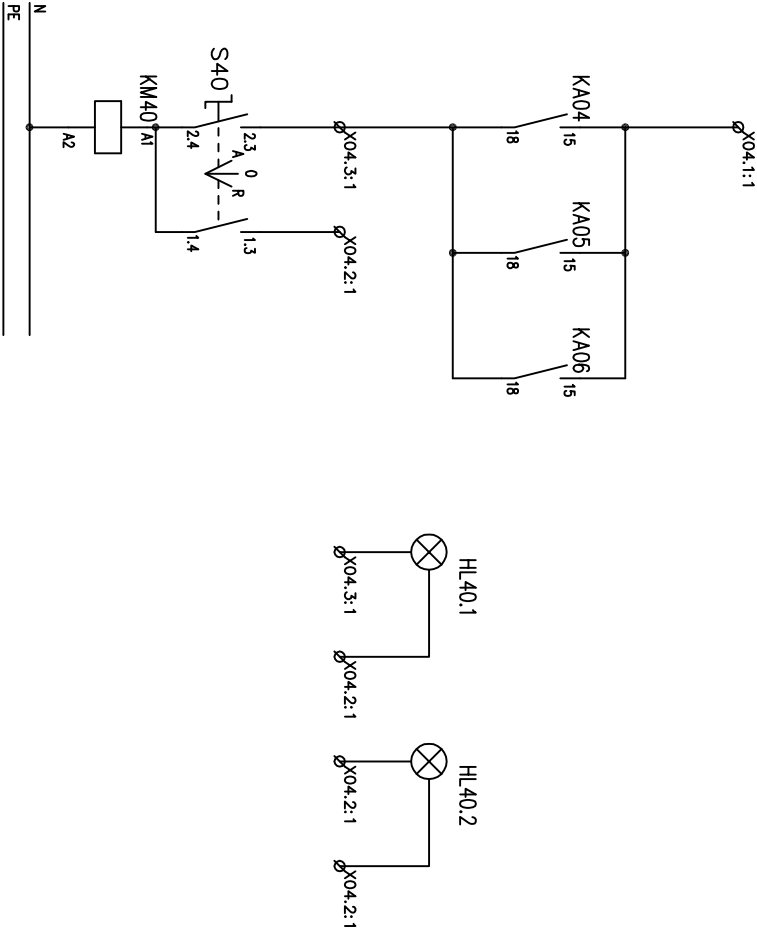 X04.1:1
KA04
15
18
KA05
15
18
KA06
15
18
X04.3:1
X04.2:1
S40
2.3
2.4
A
0
R
1.3
1.4
KM40
A1
A2
N
PE
HL40.1
X04.3:1
X04.2:1
HL40.2
X04.2:1
X04.2:1